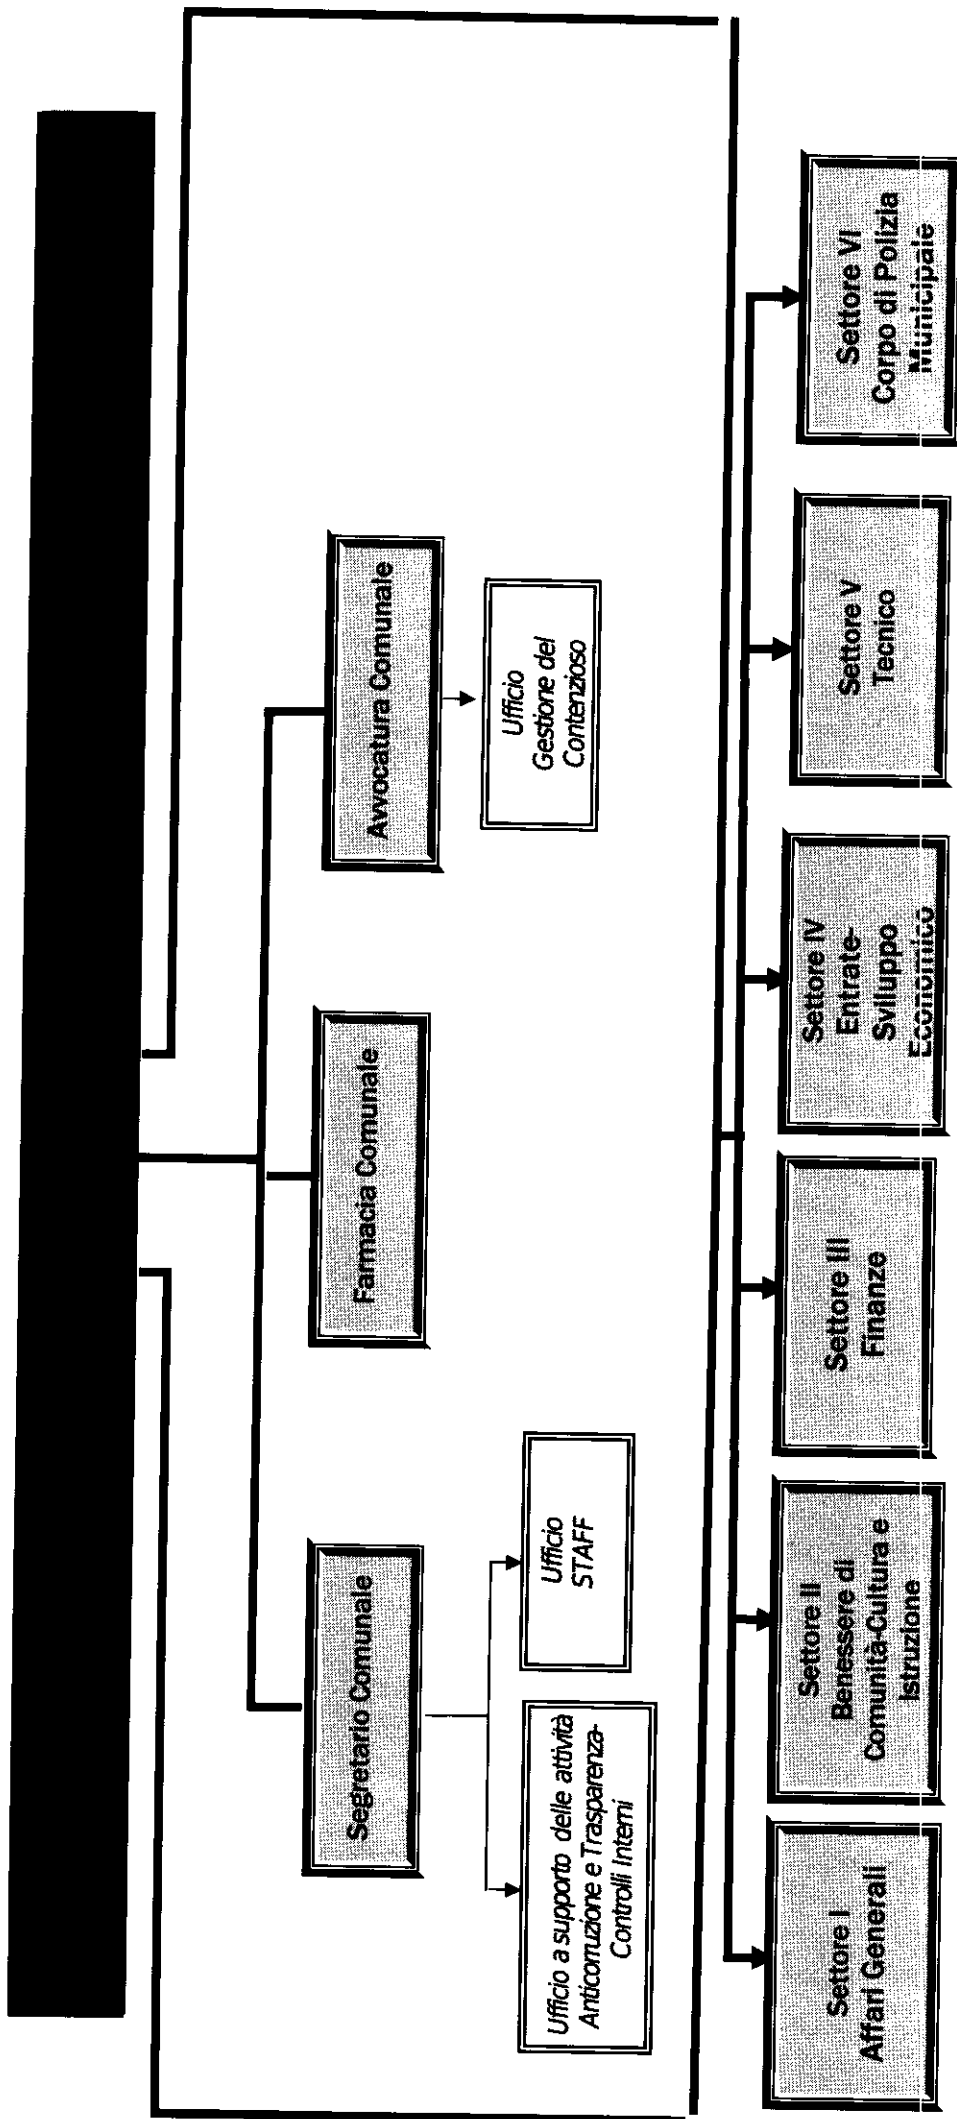 Segretario Comunale
Farmacia Comunale
Avvocatura Comunale
Ufficio a supporto delle attività
Anticorruzione e Trasparenza-
Controlli Interni
Ufficio
STAFF
Ufficio
Gestione del
Contenzioso
Settore I
Affari Generali
Settore II
Benessere di
Comunità-Cultura e
Istruzione
Settore III
Finanze
Settore IV
Entrate-
Sviluppo
Economico
Settore V
Tecnico
Settore VI
Corpo di Polizia
Municipale